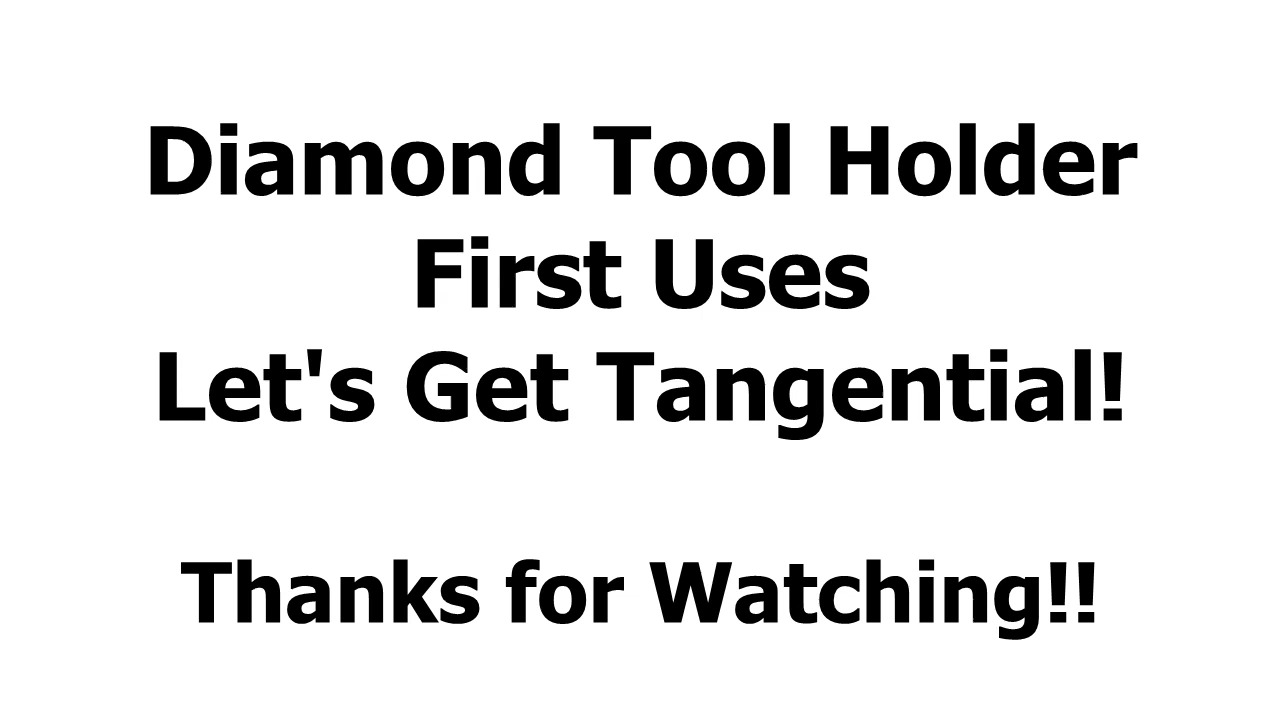 Diamond Tool Holder
First Uses
Let's Get Tangential!
Thanks for Watching!!